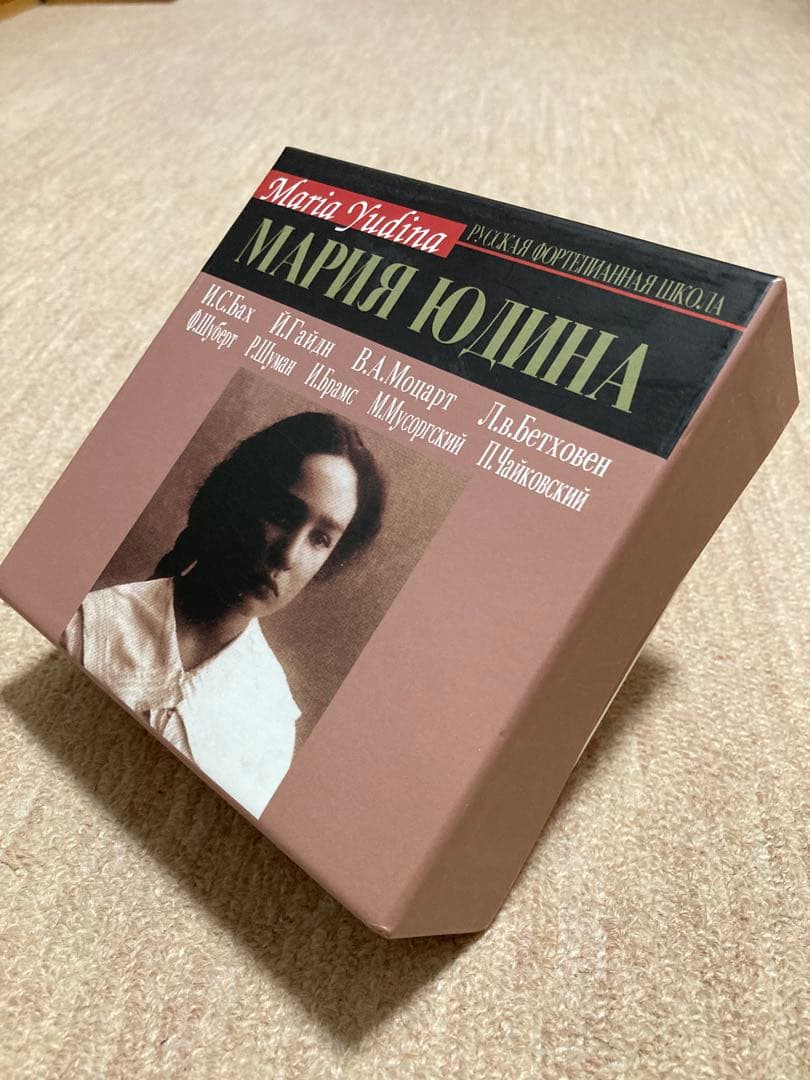 Maria Yudina
РУССКАЯ ФОРТЕПИАННАЯ ШКОЛА
МАРИЯ ЮДИНА
И.С.Бах Й.Гайдн В.А.Моцарт Л.в.Бетховен
Ф.Шуберт Р.Шуман И.Брамс М.Мусоргский П.Чайковский